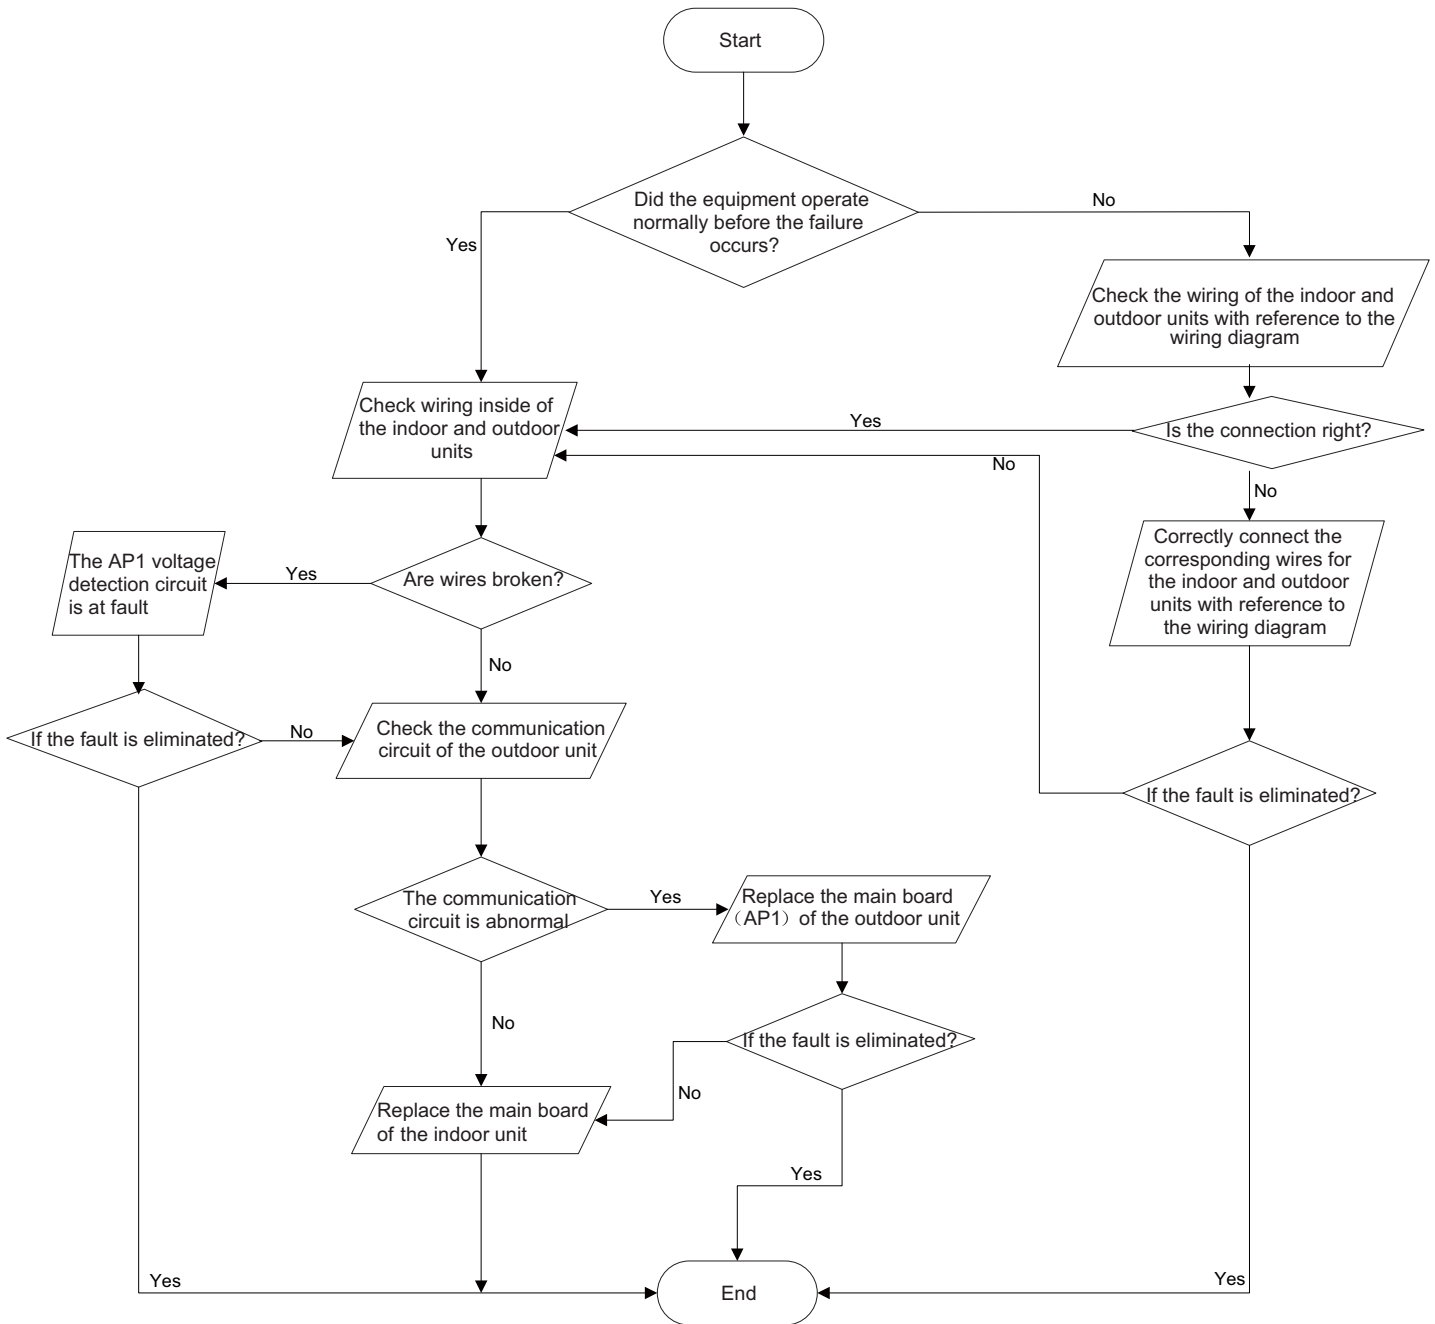 Start
Did the equipment operate
normally before the failure
occurs?
No
Yes
Check the wiring of the indoor and
outdoor units with reference to the
wiring diagram
Check wiring inside of
the indoor and outdoor
units
Yes
Is the connection right?
No
No
The AP1 voltage
detection circuit
is at fault
Yes
Are wires broken?
Correctly connect the
corresponding wires for
the indoor and outdoor
units with reference to
the wiring diagram
No
If the fault is eliminated?
No
Check the communication
circuit of the outdoor unit
If the fault is eliminated?
The communication
circuit is abnormal
Yes
Replace the main board
（AP1）of the outdoor unit
No
If the fault is eliminated?
No
Replace the main board
of the indoor unit
Yes
Yes
End
Yes